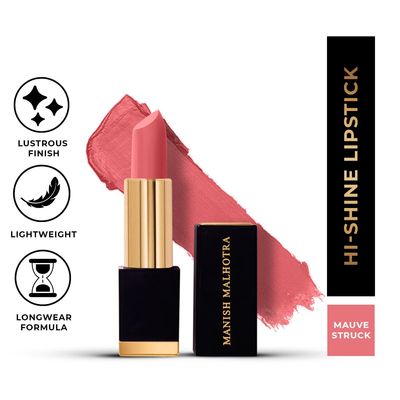 LUSTROUS
FINISH
LIGHTWEIGHT
LONGWEAR
FORMULA
MANISH MALHOTRA
HI-SHINE LIPSTICK
MAUVE
STRUCK